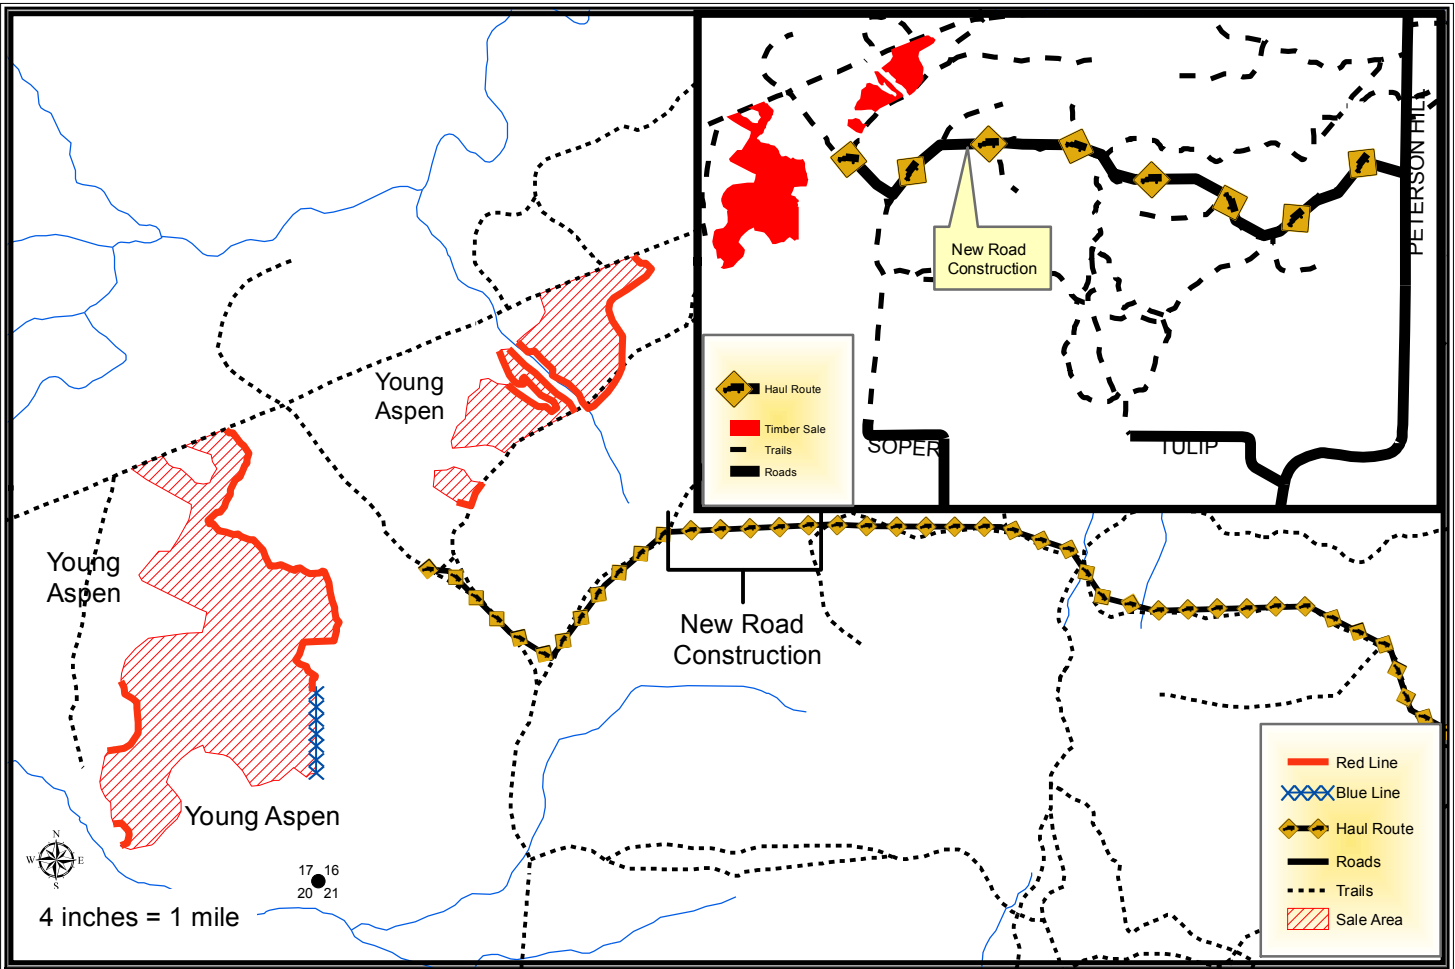 PETERSON HILL
New Road
Construction
Haul Route
Timber Sale
Trails
Roads
SOPER
TULIP
Young
Aspen
Young
Aspen
New Road
Construction
Young Aspen
N
W E
S
17 16
20 21
4 inches = 1 mile
Red Line
Blue Line
Haul Route
Roads
Trails
Sale Area